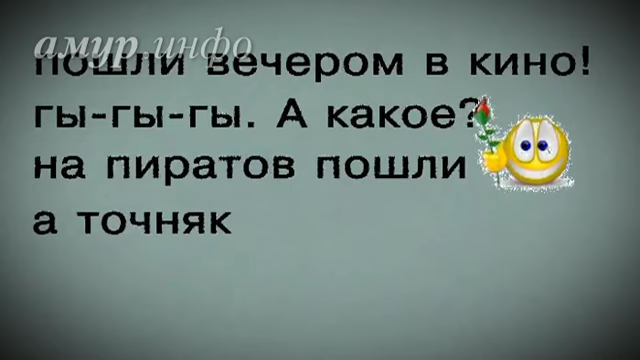 амур.инфо
пошли вечером в кино!
гы-гы-гы. А какое?
на пиратов пошли
а точняк